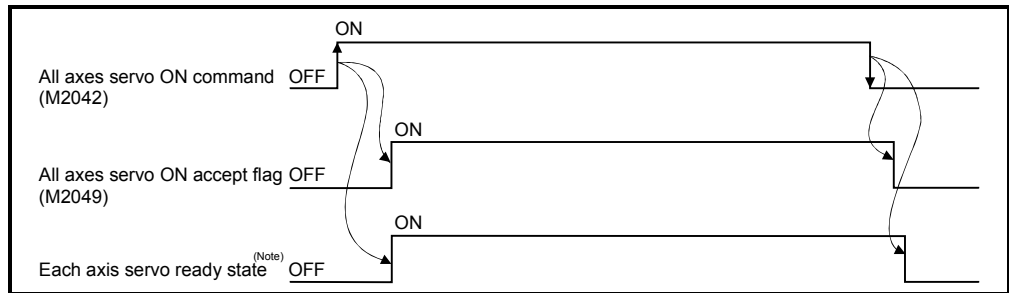 ON
All axes servo ON command OFF
(M2042)
ON
All axes servo ON accept flag OFF
(M2049)
ON
Each axis servo ready state(Note) OFF